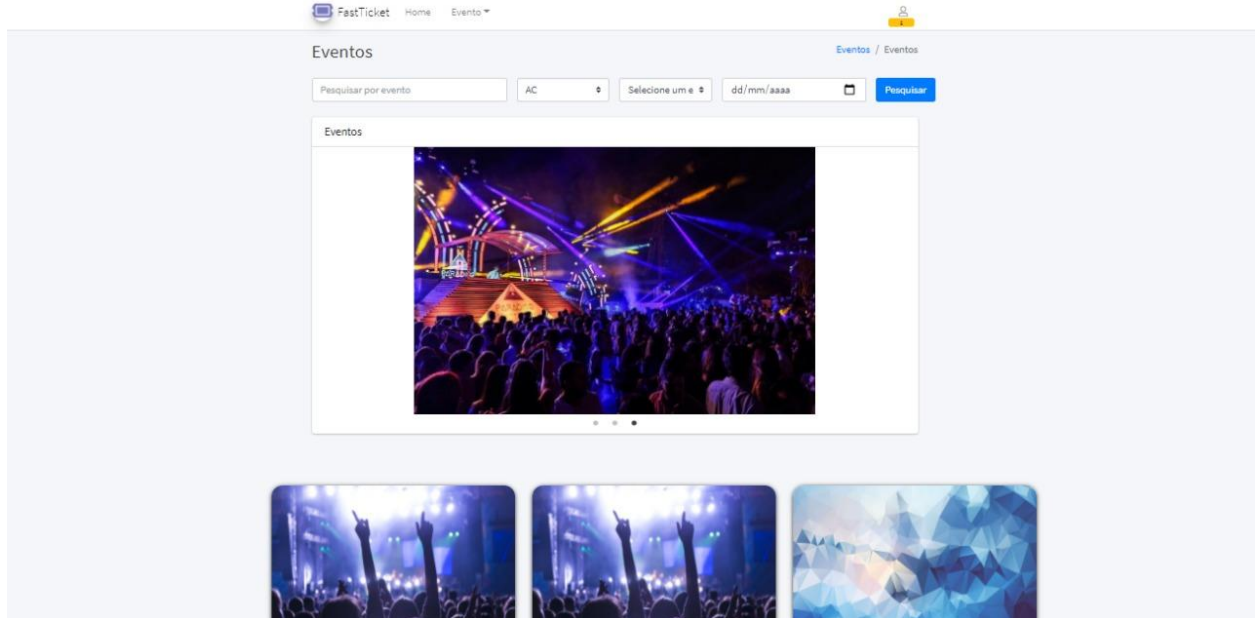 FastTicket Home Evento
Eventos
Eventos / Eventos
Pesquisar por evento
AC
Selecione um e
dd/mm/aaaa
Pesquisar
Eventos